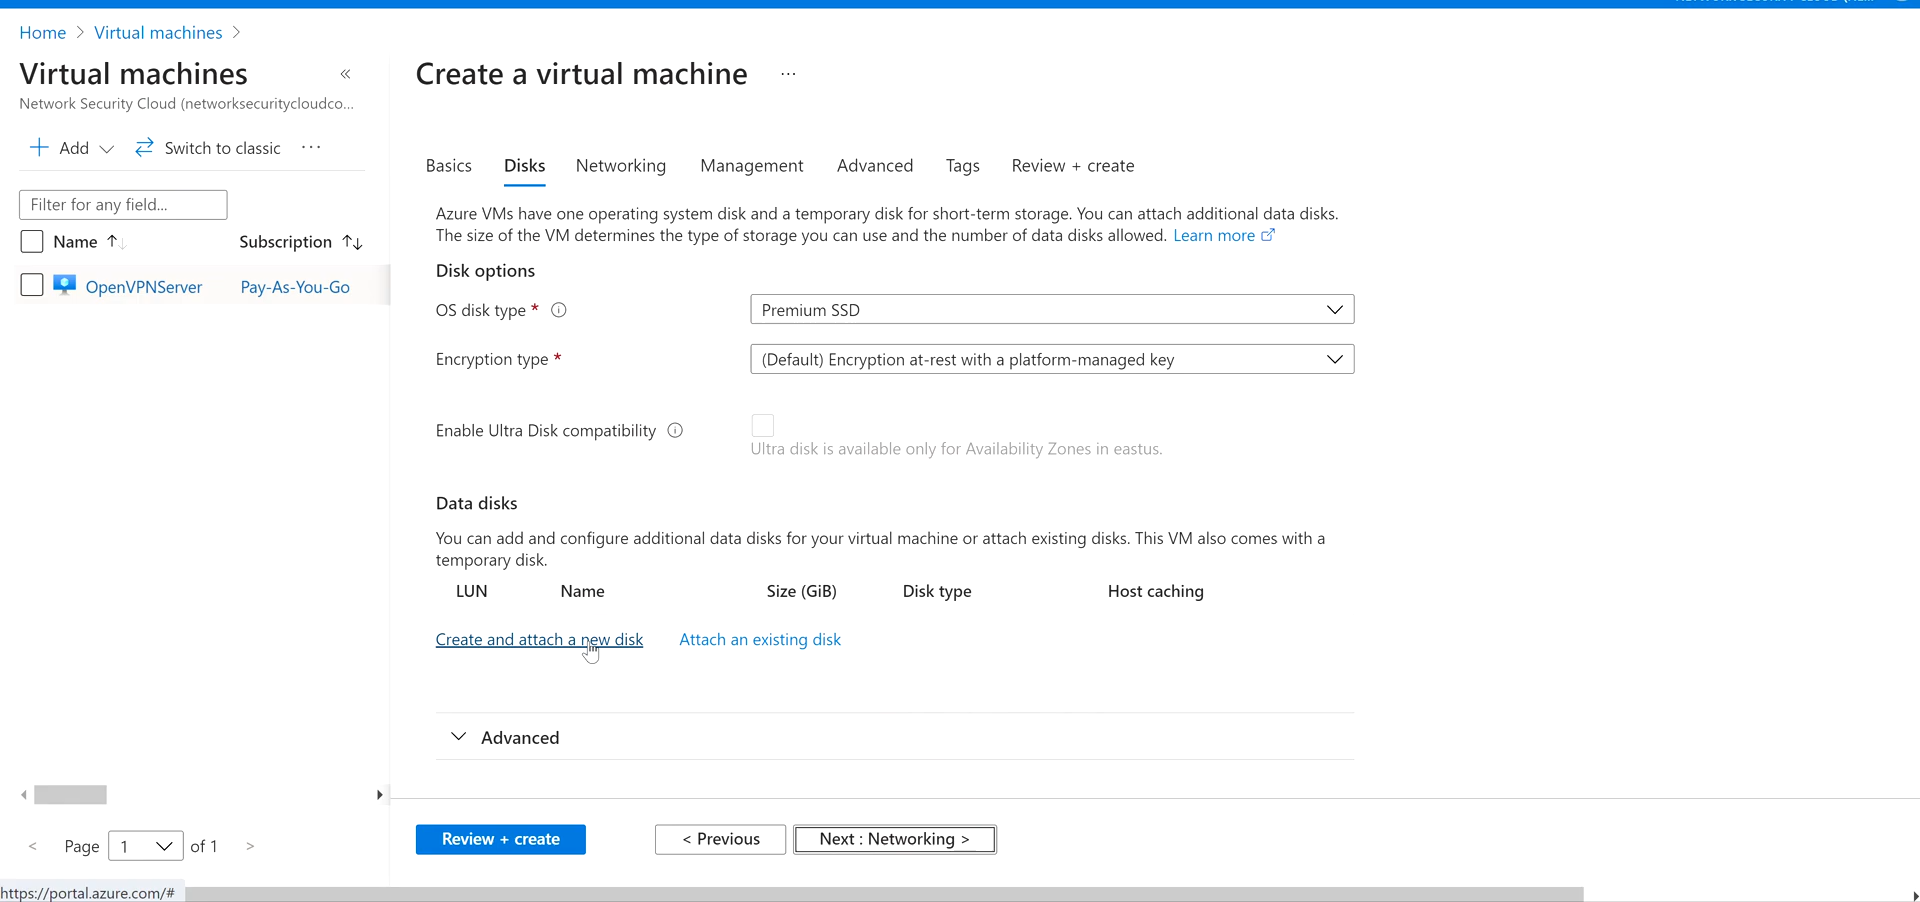 Home > Virtual machines >
Virtual machines «
Network Security Cloud (networksecuritycloudco...
+ Add Switch to classic ...
Filter for any field...
Name ↑↓ Subscription ↑↓
OpenVPNServer Pay-As-You-Go
< Page 1 of 1 >
https://portal.azure.com/#
Create a virtual machine ...
Basics Disks Networking Management Advanced Tags Review + create
Azure VMs have one operating system disk and a temporary disk for short-term storage. You can attach additional data disks.
The size of the VM determines the type of storage you can use and the number of data disks allowed. Learn more
Disk options
OS disk type * Premium SSD
Encryption type * (Default) Encryption at-rest with a platform-managed key
Enable Ultra Disk compatibility
Ultra disk is available only for Availability Zones in eastus.
Data disks
You can add and configure additional data disks for your virtual machine or attach existing disks. This VM also comes with a
temporary disk.
LUN Name Size (GiB) Disk type Host caching
Create and attach a new disk Attach an existing disk
Advanced
Review + create < Previous Next : Networking >